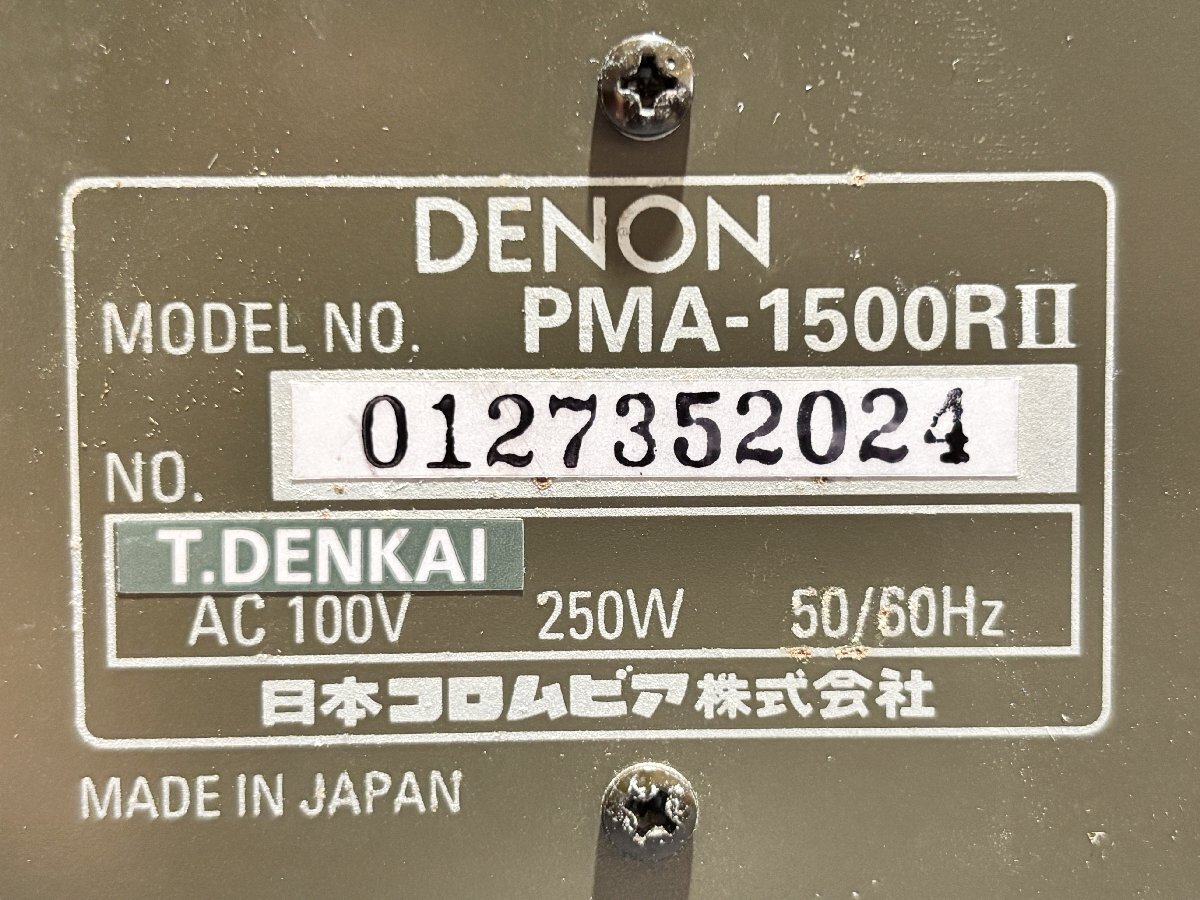 DENON
MODEL NO. PMA-1500RⅡ
NO. 0127352024
T.DENKAI
AC 100V 250W 50/60Hz
日本コロムビア株式会社
MADE IN JAPAN